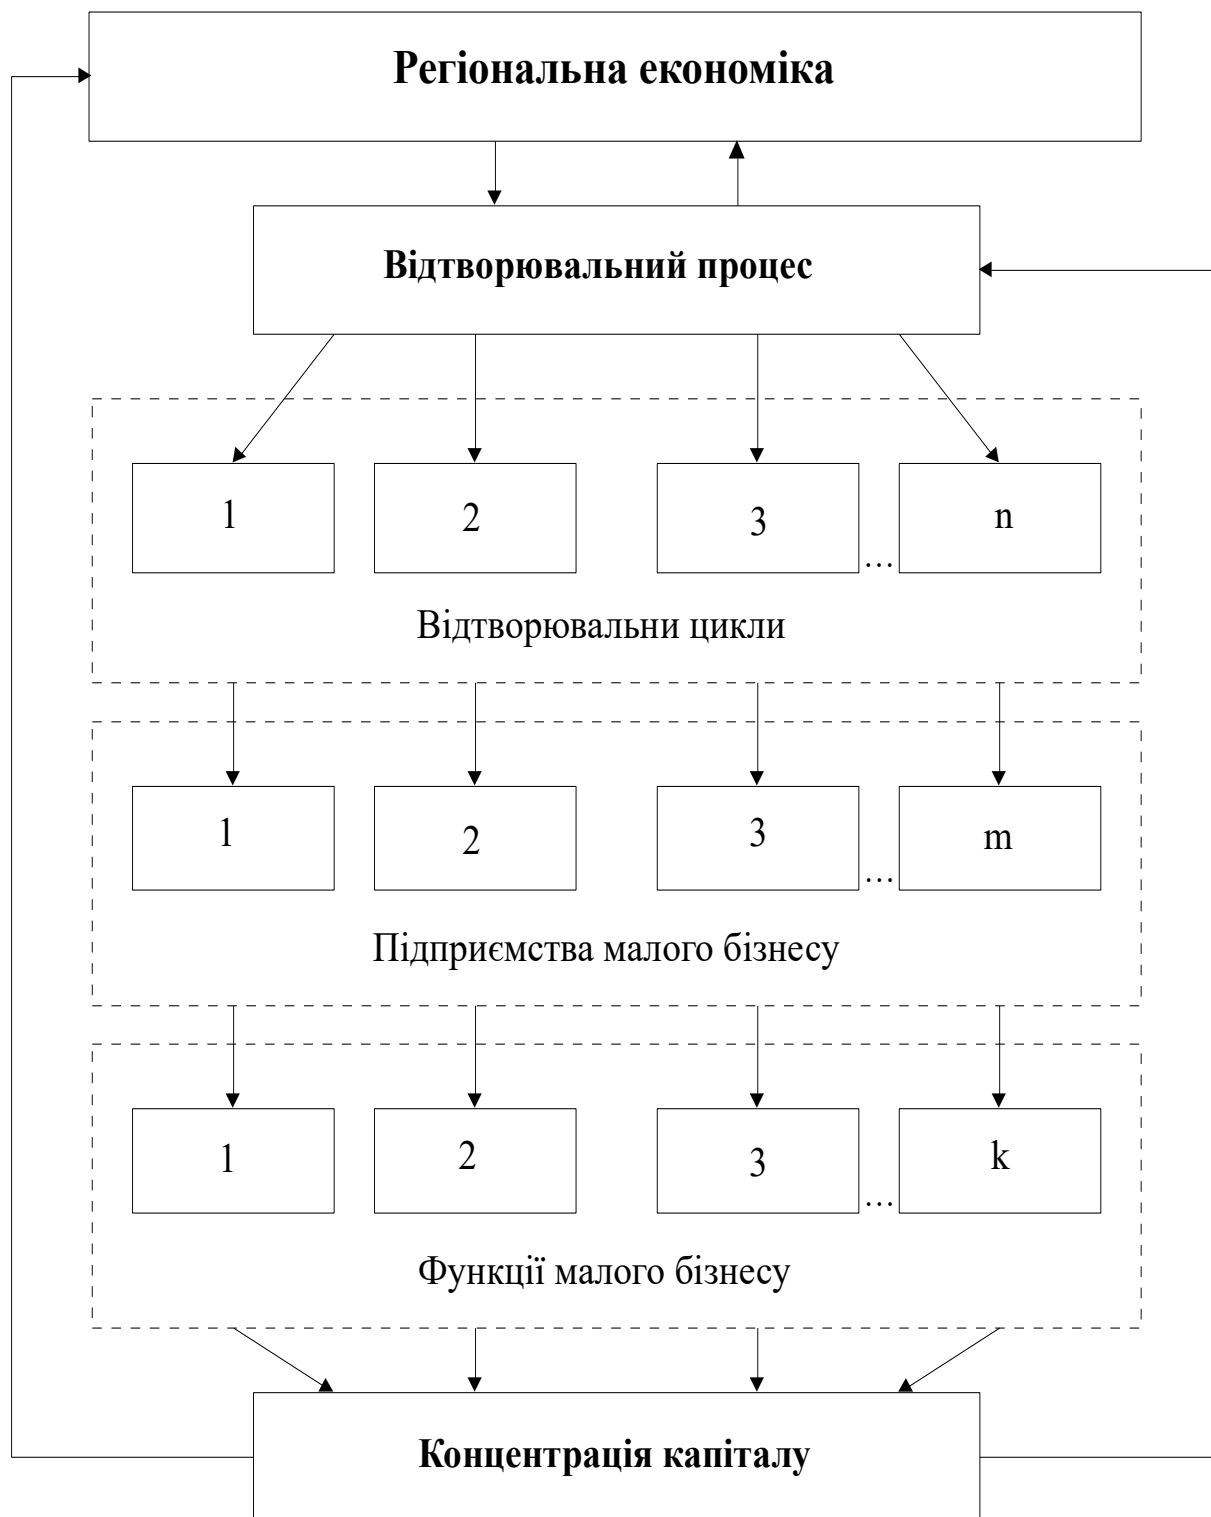 Регіональна економіка
Відтворювальний процес
1 2 3 ... n
Відтворювальни цикли
1 2 3 ... m
Підприємства малого бізнесу
1 2 3 ... k
Функції малого бізнесу
Концентрація капіталу